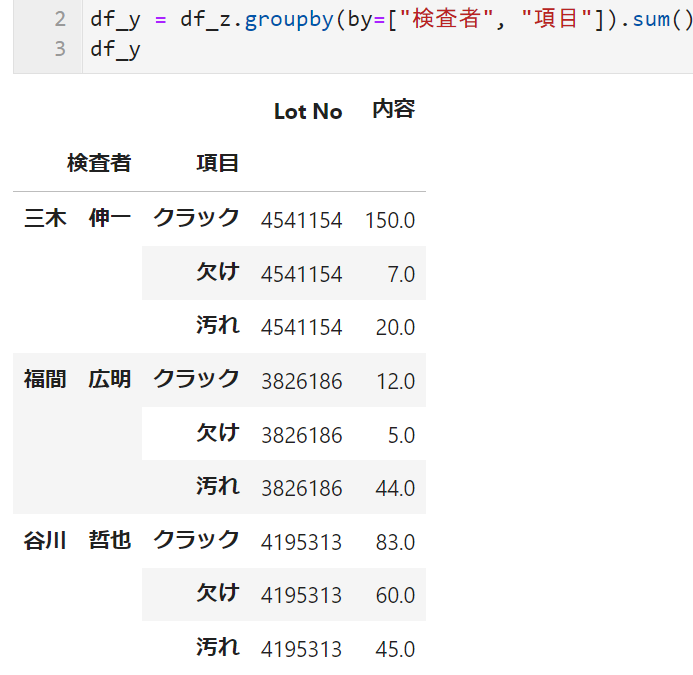 2 df_y = df_z.groupby(by=["検査者", "項目"]).sum()
3 df_y
Lot No 内容
検査者 項目
三木 伸一 クラック 4541154 150.0
欠け 4541154 7.0
汚れ 4541154 20.0
福間 広明 クラック 3826186 12.0
欠け 3826186 5.0
汚れ 3826186 44.0
谷川 哲也 クラック 4195313 83.0
欠け 4195313 60.0
汚れ 4195313 45.0